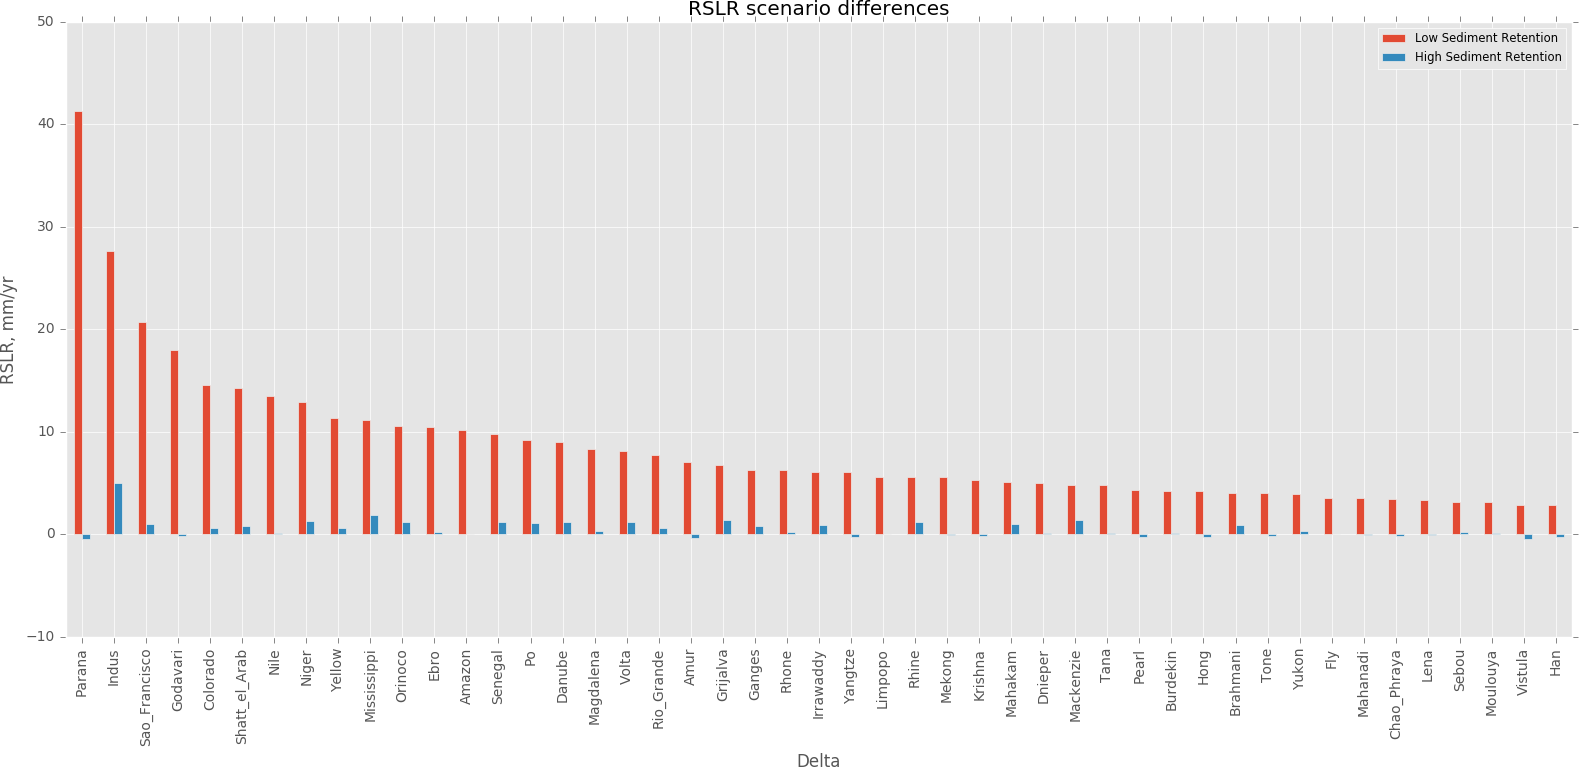 RSLR scenario differences
Low Sediment Retention
High Sediment Retention
RSLR, mm/yr
50
40
30
20
10
0
−10
Parana
Indus
Sao_Francisco
Godavari
Colorado
Shatt_el_Arab
Nile
Niger
Yellow
Mississippi
Orinoco
Ebro
Amazon
Senegal
Po
Danube
Magdalena
Volta
Rio_Grande
Amur
Grijalva
Ganges
Rhone
Irrawaddy
Yangtze
Limpopo
Rhine
Mekong
Krishna
Mahakam
Dnieper
Mackenzie
Tana
Pearl
Burdekin
Hong
Brahmani
Tone
Yukon
Fly
Mahanadi
Chao_Phraya
Lena
Sebou
Moulouya
Vistula
Han
Delta